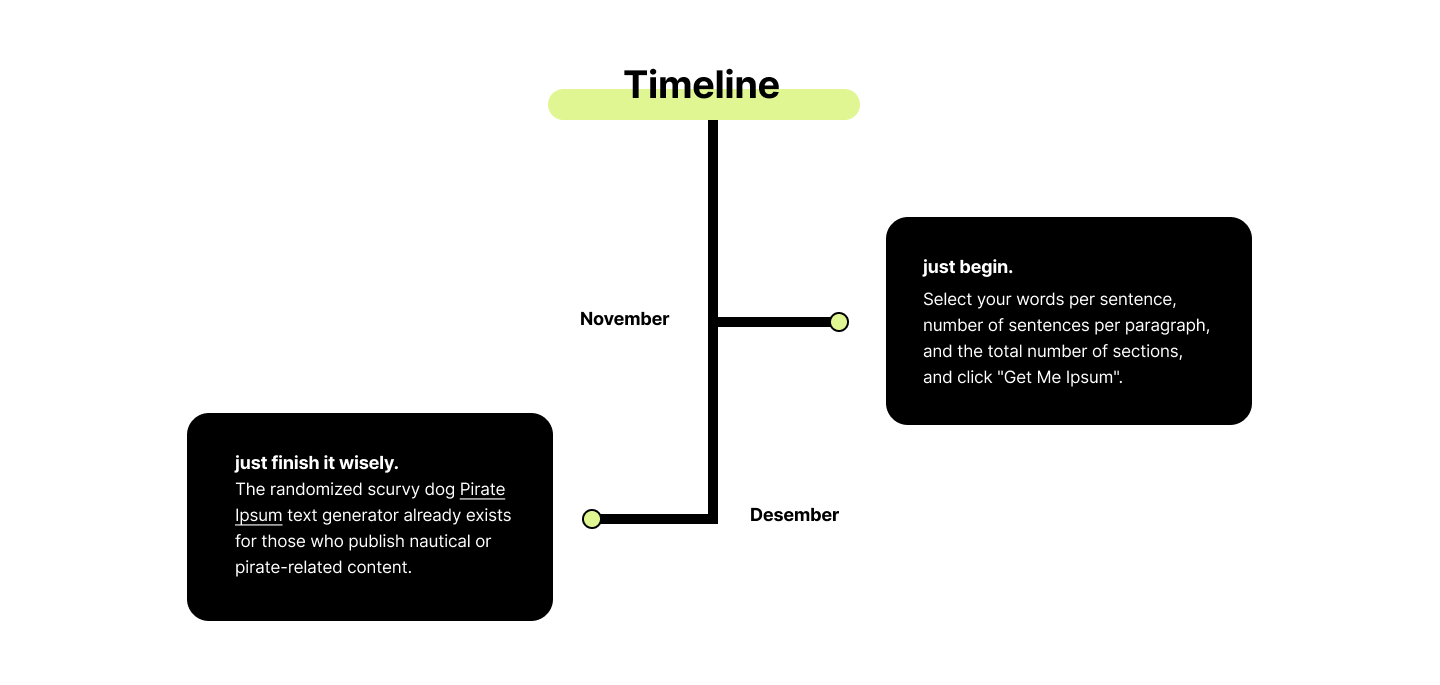 Timeline
November
just begin.
Select your words per sentence,
number of sentences per paragraph,
and the total number of sections,
and click "Get Me Ipsum".
just finish it wisely.
The randomized scurvy dog Pirate
Ipsum text generator already exists
for those who publish nautical or
pirate-related content.
Desember